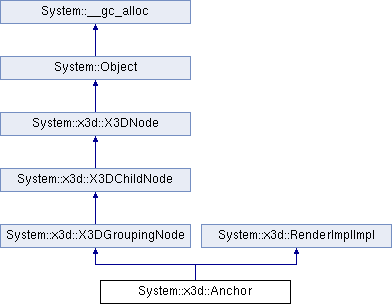 System::__gc_alloc
System::Object
System::x3d::X3DNode
System::x3d::X3DChildNode
System::x3d::X3DGroupingNode
System::x3d::RenderImplImpl
System::x3d::Anchor